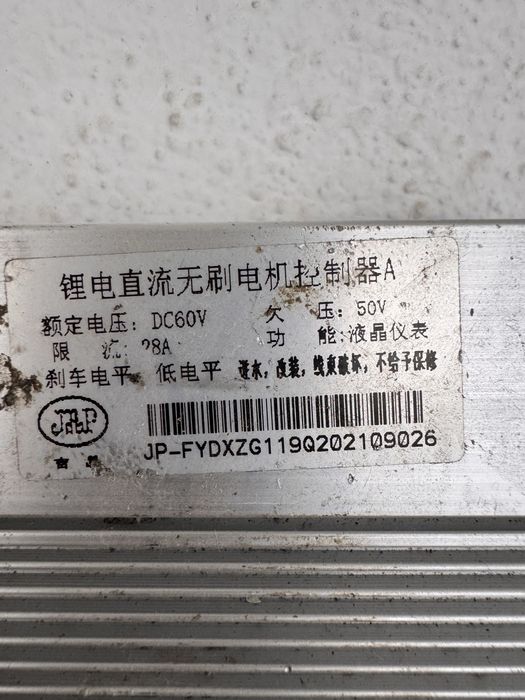 锂电直流无刷电机控制器A
额定电压: DC60V 欠 压: 50V
限 流: 28A 功 能: 液晶仪表
刹车电平: 低电平 进水, 改装, 线束破坏, 不给予保修
J&P
JP-FYDXZG119Q202109026